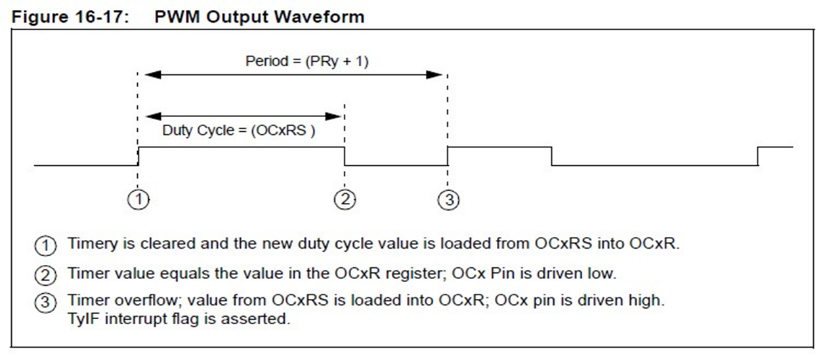 Figure 16-17: PWM Output Waveform
Period = (PRy + 1)
Duty Cycle = (OCxRS )
1 2 3
1 Timery is cleared and the new duty cycle value is loaded from OCxRS into OCxR.
2 Timer value equals the value in the OCxR register; OCx Pin is driven low.
3 Timer overflow; value from OCxRS is loaded into OCxR; OCx pin is driven high.
TyIF interrupt flag is asserted.